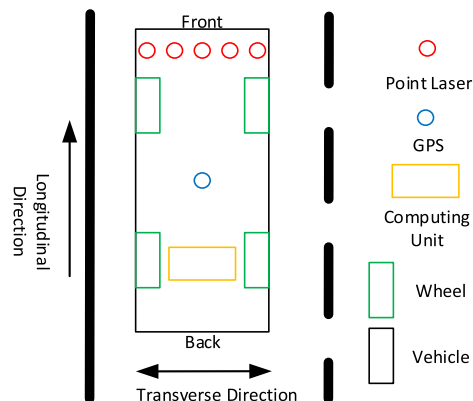 Front
Point Laser
GPS
Longitudinal
Direction
Computing
Unit
Wheel
Back
Vehicle
Transverse Direction